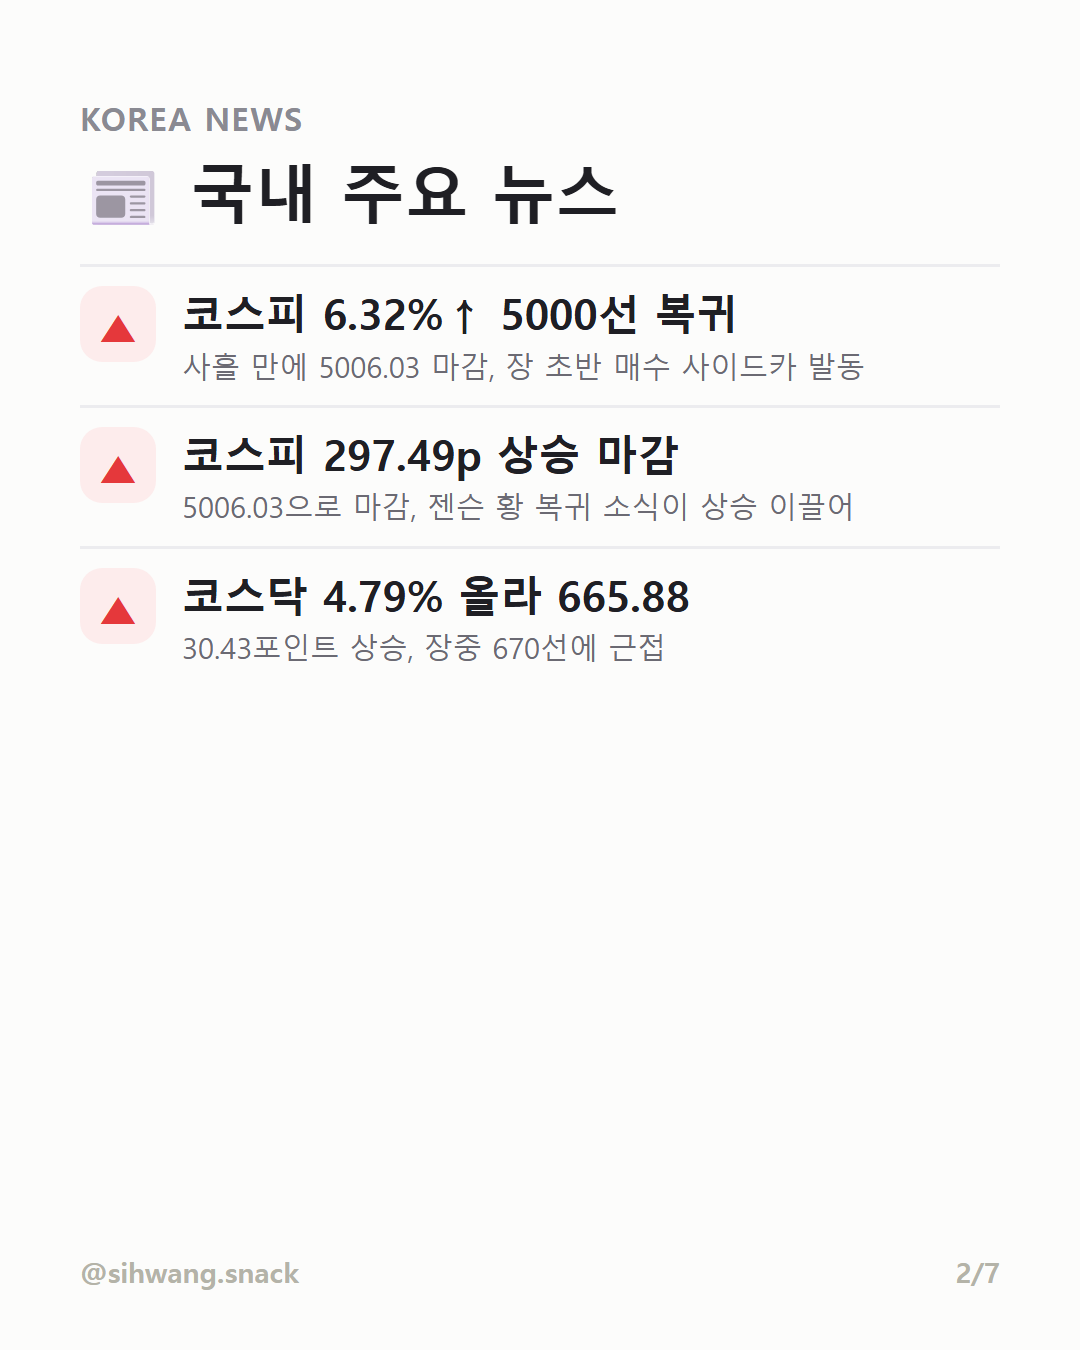 KOREA NEWS
국내 주요 뉴스
코스피 6.32%↑ 5000선 복귀
사흘 만에 5006.03 마감, 장 초반 매수 사이드카 발동
코스피 297.49p 상승 마감
5006.03으로 마감, 젠슨 황 복귀 소식이 상승 이끌어
코스닥 4.79% 올라 665.88
30.43포인트 상승, 장중 670선에 근접
@sihwang.snack
2/7